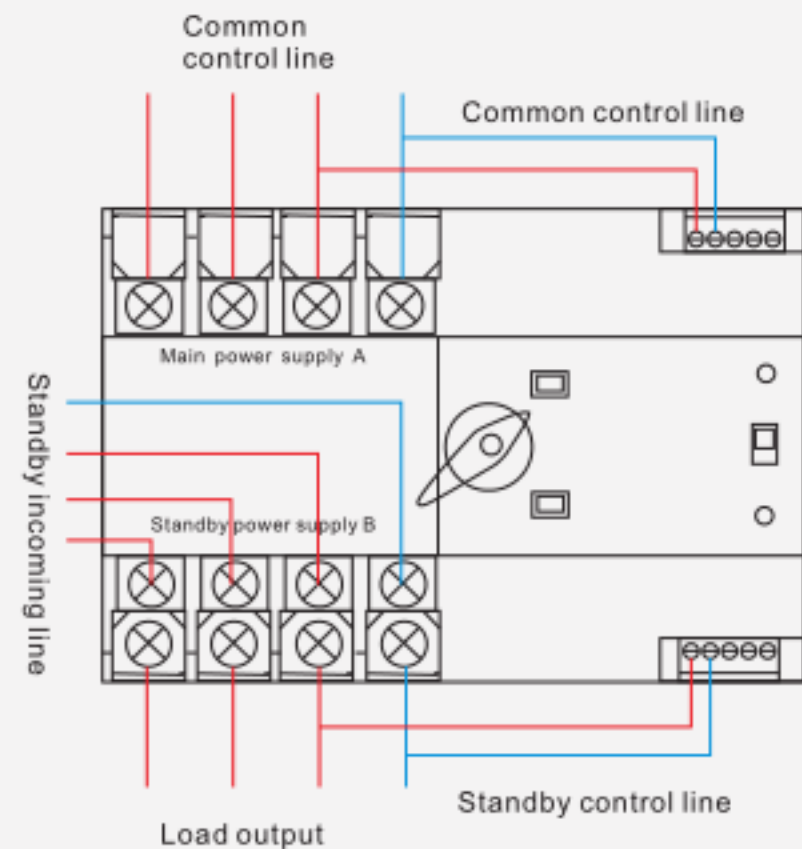 Common
control line
Common control line
Main power supply A
Standby incoming line
Standby power supply B
Standby control line
Load output